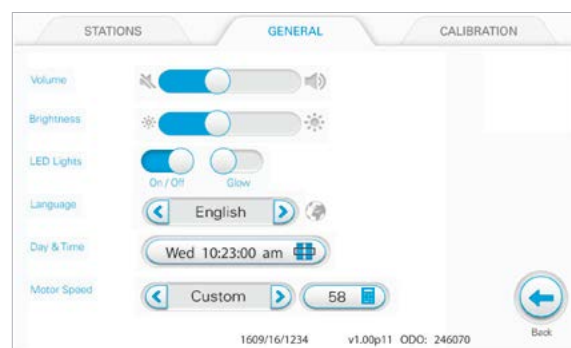 STATIONS GENERAL CALIBRATION
Volume
Brightness
LED Lights
On / Off Glow
Language English
Day & Time Wed 10:23:00 am
Motor Speed Custom 58
Back
1609/16/1234 v1.00p11 ODO: 246070